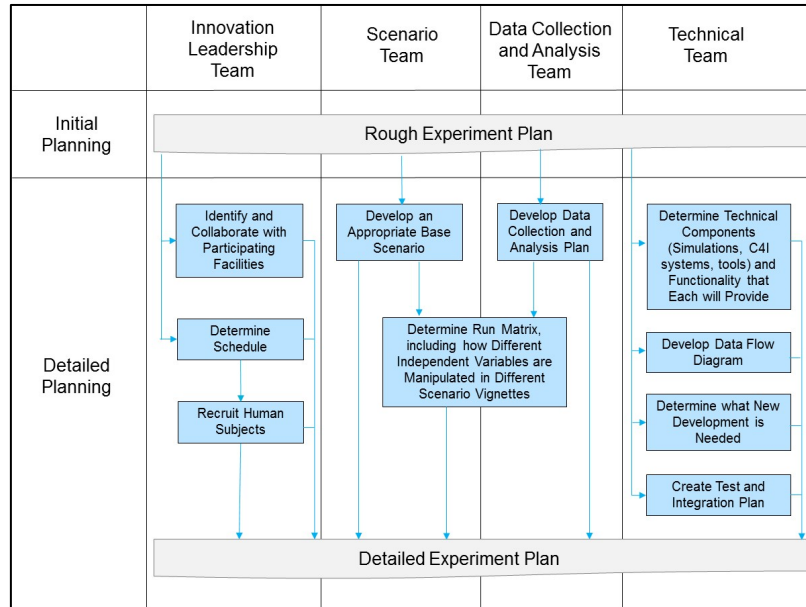 Innovation
Leadership
Team
Scenario
Team
Data Collection
and Analysis
Team
Technical
Team
Initial
Planning
Rough Experiment Plan
Detailed
Planning
Identify and
Collaborate with
Participating
Facilities
Develop an
Appropriate Base
Scenario
Develop Data
Collection and
Analysis Plan
Determine Technical
Components
(Simulations, C4I
systems, tools) and
Functionality that
Each will Provide
Determine
Schedule
Determine Run Matrix,
including how Different
Independent Variables are
Manipulated in Different
Scenario Vignettes
Develop Data Flow
Diagram
Recruit Human
Subjects
Determine what New
Development is
Needed
Create Test and
Integration Plan
Detailed Experiment Plan